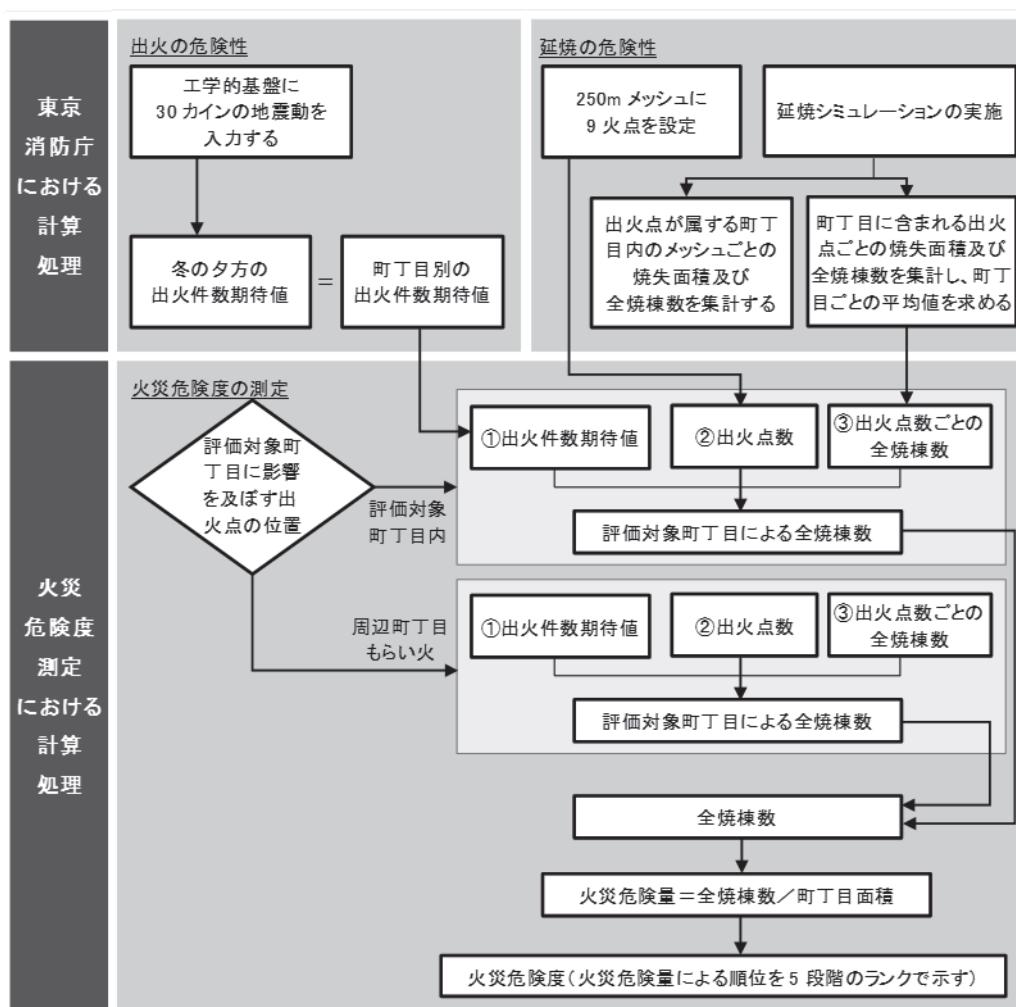 東京
消防庁
における
計算
処理
出火の危険性
工学的基盤に
30カインの地震動を
入力する
冬の夕方の
出火件数期待値
=
町丁目別の
出火件数期待値
延焼の危険性
250m メッシュに
9 火点を設定
延焼シミュレーションの実施
出火点が属する町丁
目内のメッシュごとの
焼失面積及び
全焼棟数を集計する
町丁目に含まれる出火
点ごとの焼失面積及び
全焼棟数を集計し、町丁
目ごとの平均値を求める
火災
危険度
測定
における
計算
処理
火災危険度の測定
評価対象町
丁目に影響
を及ぼす出
火点の位置
評価対象
町丁目内
①出火件数期待値
②出火点数
③出火点数ごとの
全焼棟数
評価対象町丁目による全焼棟数
周辺町丁目
もらい火
①出火件数期待値
②出火点数
③出火点数ごとの
全焼棟数
評価対象町丁目による全焼棟数
全焼棟数
火災危険量＝全焼棟数／町丁目面積
火災危険度(火災危険量による順位を5 段階のランクで示ず)